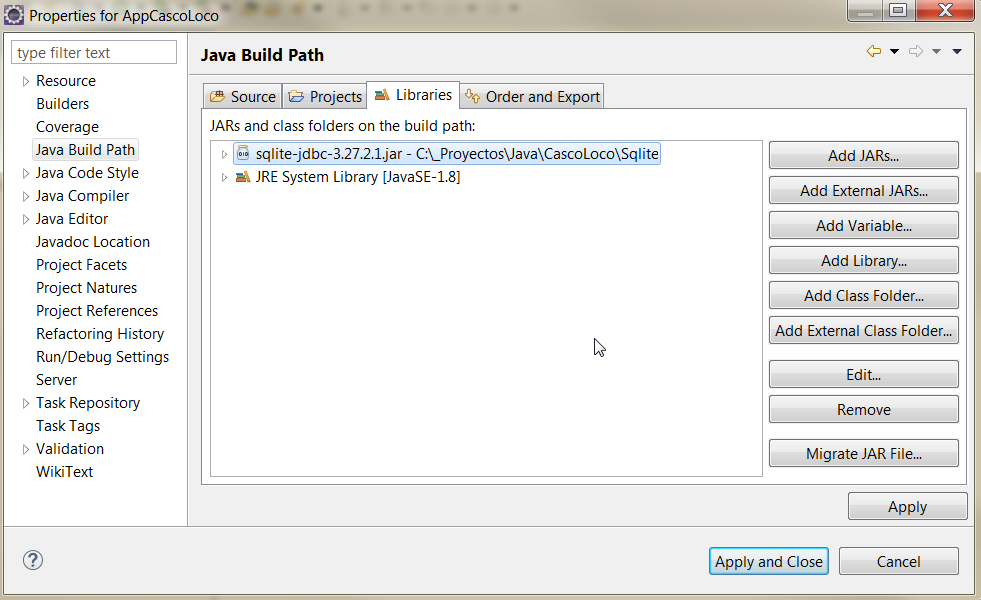 Properties for AppCascoLoco
type filter text
Resource
Builders
Coverage
Java Build Path
Java Code Style
Java Compiler
Java Editor
Javadoc Location
Project Facets
Project Natures
Project References
Refactoring History
Run/Debug Settings
Server
Task Repository
Task Tags
Validation
WikiText
Java Build Path
Source
Projects
Libraries
Order and Export
JARs and class folders on the build path:
sqlite-jdbc-3.27.2.1.jar - C:\_Proyectos\Java\CascoLoco\Sqlite
JRE System Library [JavaSE-1.8]
Add JARs...
Add External JARs...
Add Variable...
Add Library...
Add Class Folder...
Add External Class Folder...
Edit...
Remove
Migrate JAR File...
Apply
?
Apply and Close
Cancel